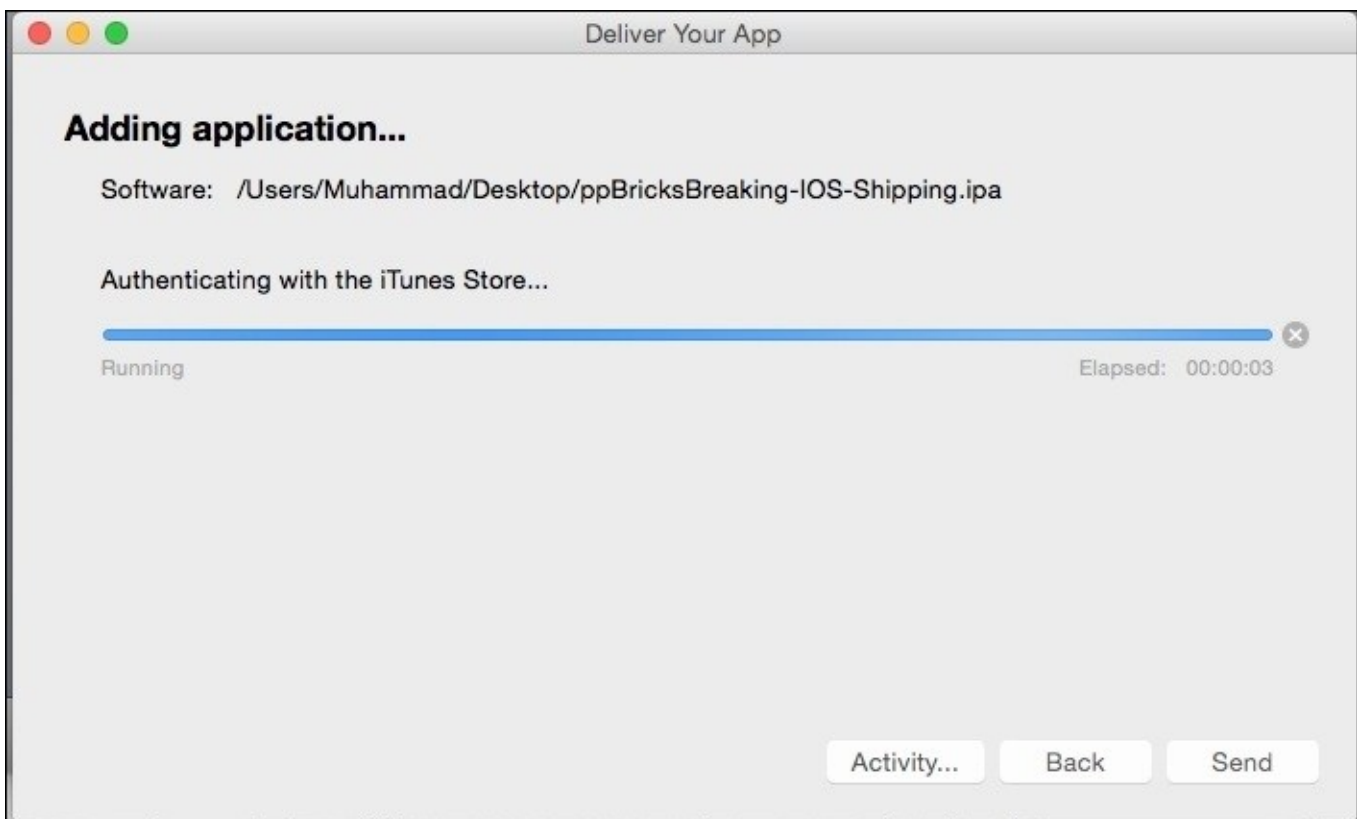 Deliver Your App
Adding application...
Software: /Users/Muhammad/Desktop/ppBricksBreaking-IOS-Shipping.ipa
Authenticating with the iTunes Store...
Running Elapsed: 00:00:03
Activity... Back Send